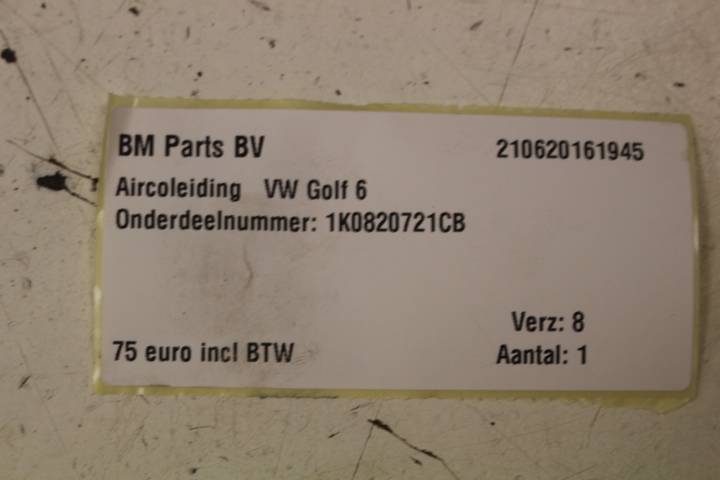 BM Parts BV 210620161945
Aircoleiding VW Golf 6
Onderdeelnummer: 1K0820721CB
Verz: 8
75 euro incl BTW Aantal: 1